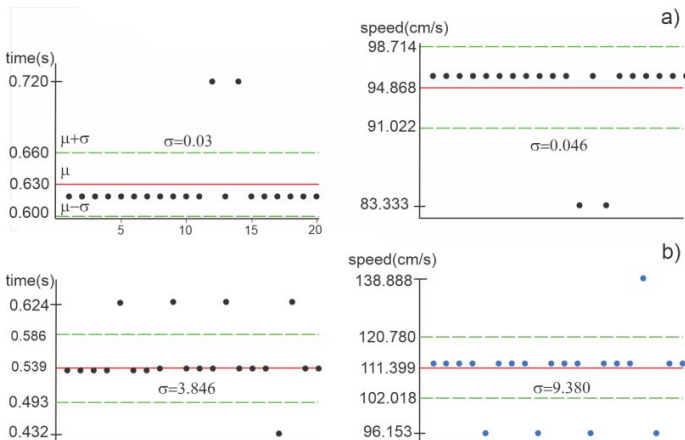 a)
time(s)
0.720
0.660
0.630
0.600
μ+σ
μ
μ-σ
σ=0.03
5
10
15
20
speed(cm/s)
98.714
94.868
91.022
83.333
σ=0.046
b)
time(s)
0.624
0.586
0.539
0.493
0.432
σ=3.846
speed(cm/s)
138.888
120.780
111.399
102.018
96.153
σ=9.380